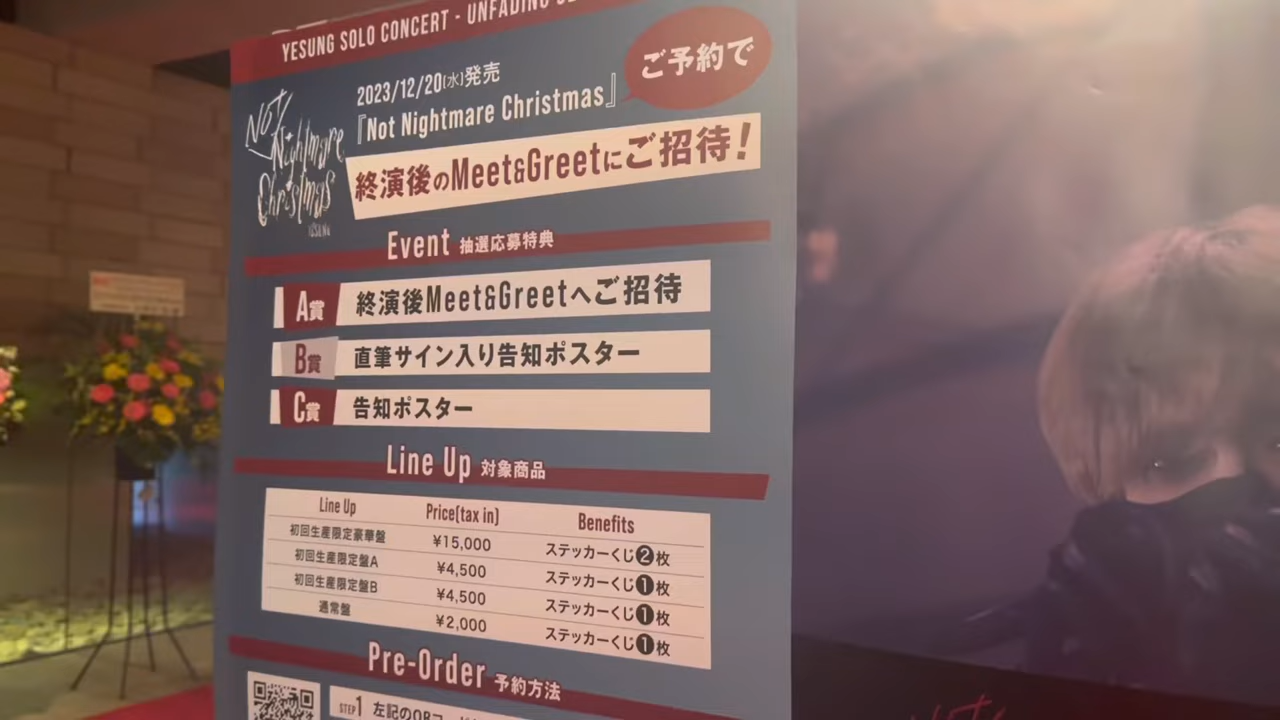 YESUNG SOLO CONCERT - UNFADING
2023/12/20[水]発売
『Not Nightmare Christmas』
ご予約で
Not
Nightmare
Christmas
YESUNG
終演後のMeet&Greetにご招待!
Event 抽選応募特典
A賞 終演後Meet&Greetへご招待
B賞 直筆サイン入り告知ポスター
C賞 告知ポスター
Line Up 対象商品
Line Up Price(tax in) Benefits
初回生産限定豪華盤 ¥15,000 ステッカーくじ❷枚
初回生産限定盤A ¥4,500 ステッカーくじ❶枚
初回生産限定盤B ¥4,500 ステッカーくじ❶枚
通常盤 ¥2,000 ステッカーくじ❶枚
Pre-Order 予約方法
STEP1 左記のQRコード